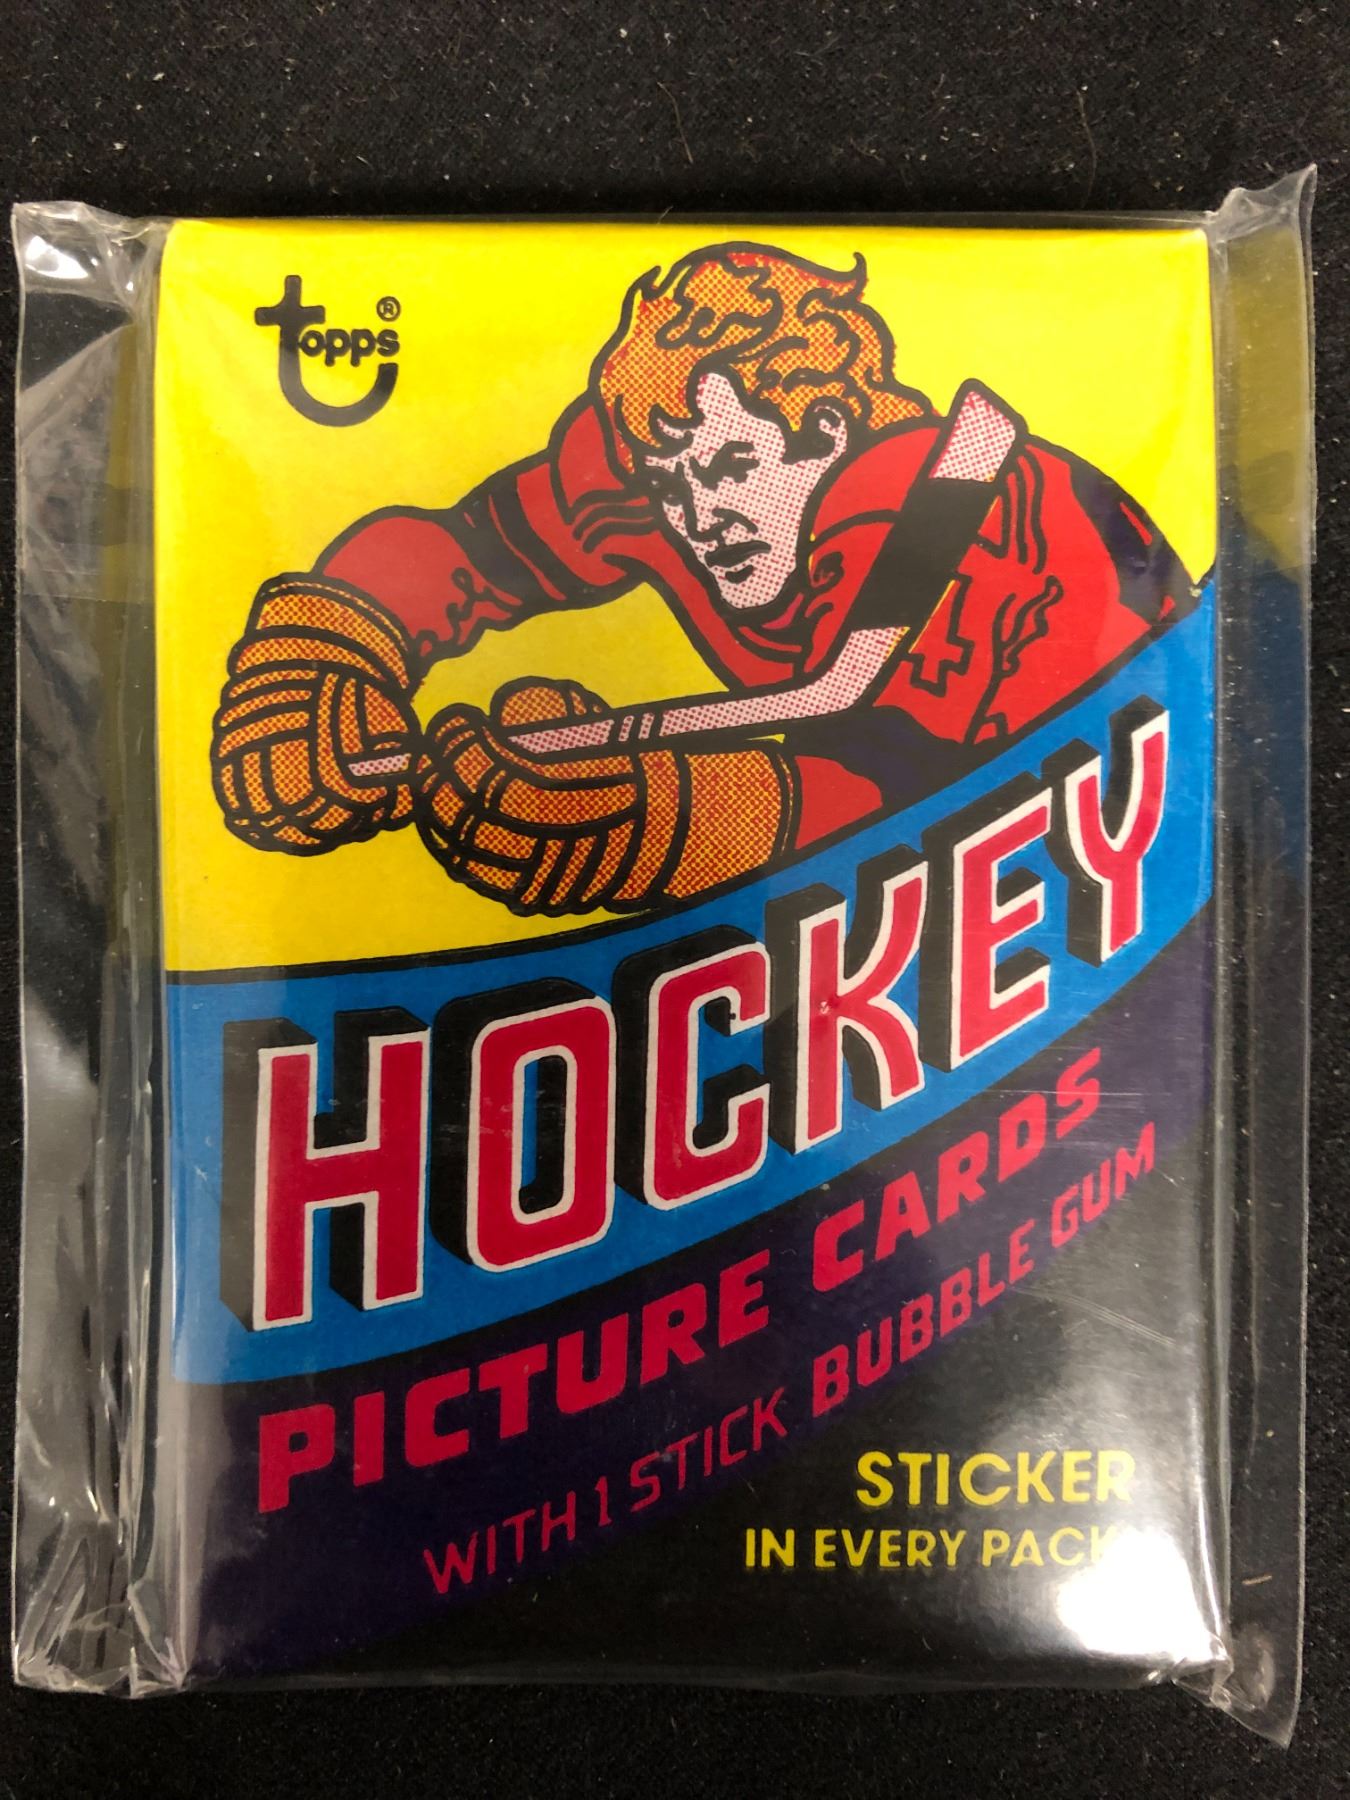 topps®
HOCKEY
PICTURE CARDS
WITH 1 STICK BUBBLE GUM
STICKER
IN EVERY PACK